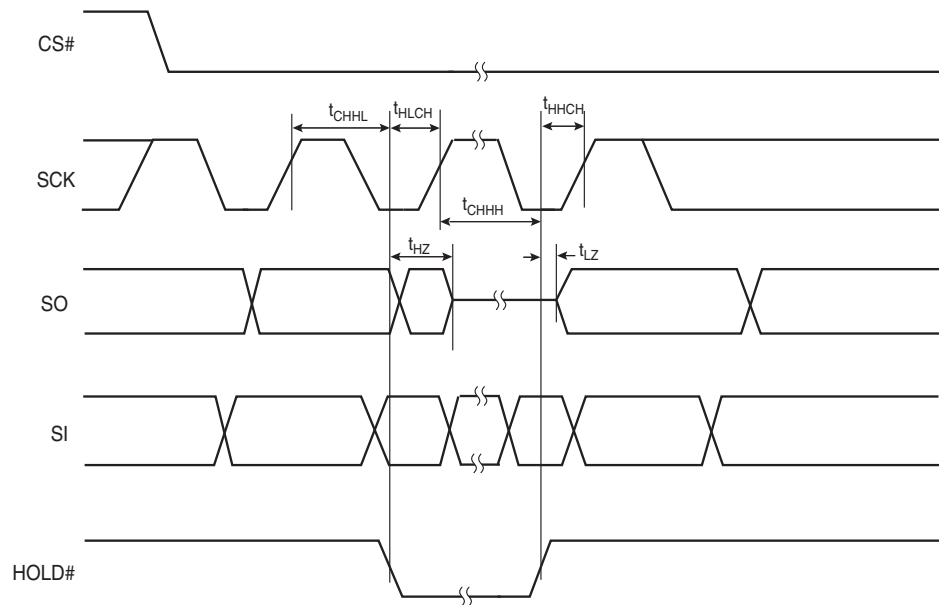 CS#
tCHHL
tHLCH
tHHCH
SCK
tCHHH
tHZ
tLZ
SO
SI
HOLD#